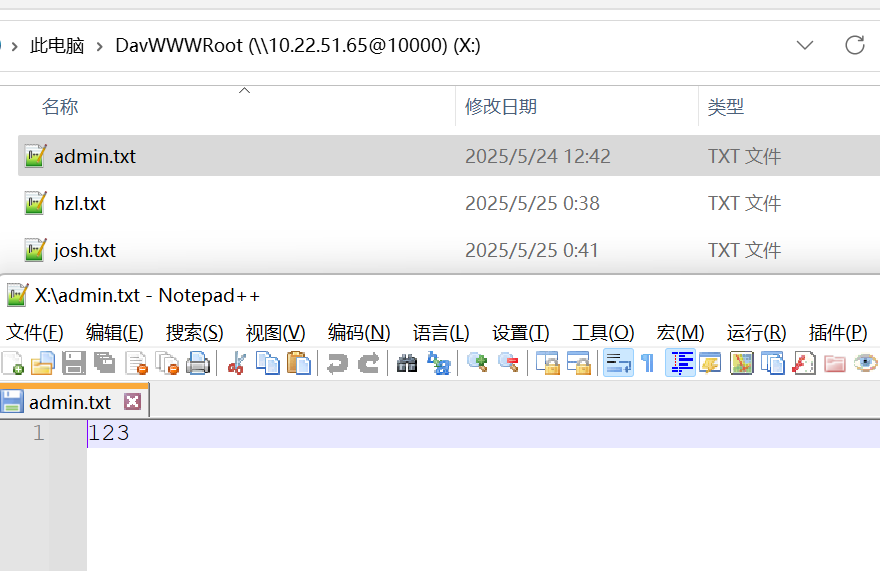 此电脑 › DavWWWRoot (\\10.22.51.65@10000) (X:)
名称 修改日期 类型
admin.txt 2025/5/24 12:42 TXT 文件
hzl.txt 2025/5/25 0:38 TXT 文件
josh.txt 2025/5/25 0:41 TXT 文件
X:\admin.txt - Notepad++
文件(F) 编辑(E) 搜索(S) 视图(V) 编码(N) 语言(L) 设置(T) 工具(O) 宏(M) 运行(R) 插件(P)
admin.txt
1 123